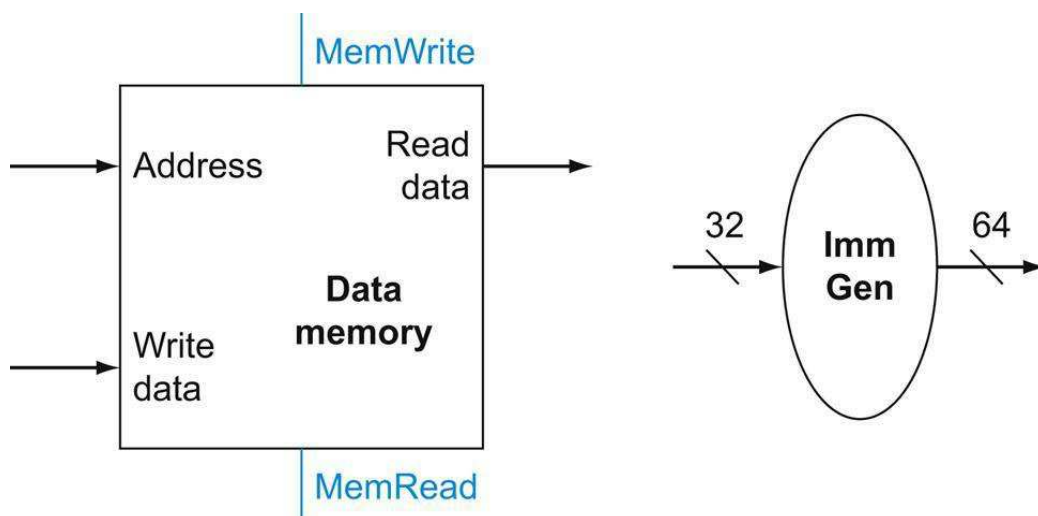 MemWrite
Address
Read
data
Data
memory
Write
data
MemRead
32
Imm
Gen
64